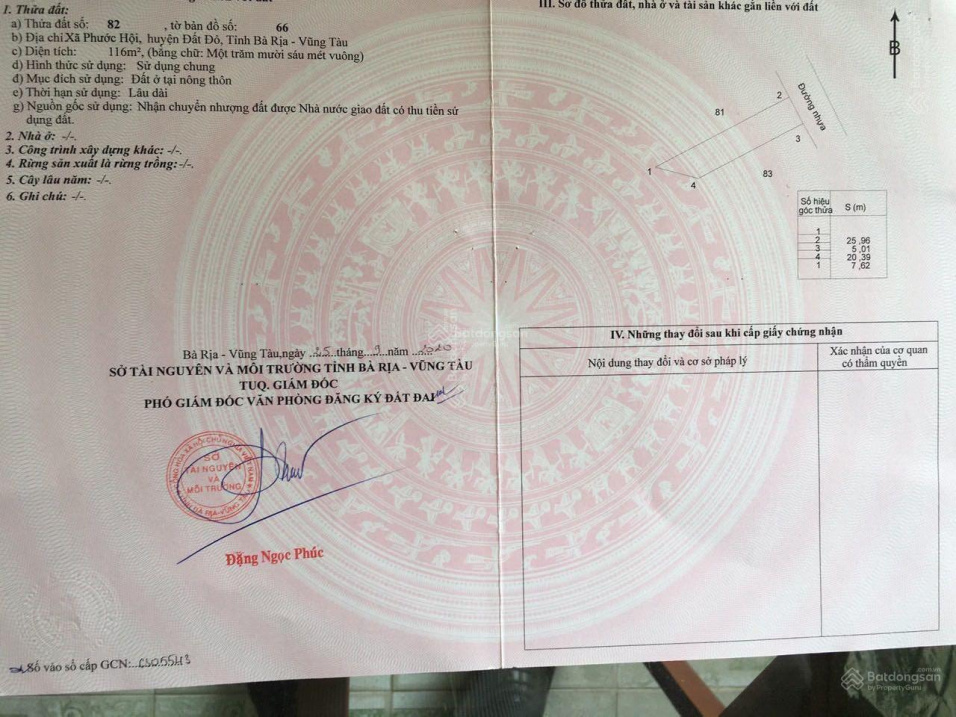 1. Thửa đất:
a) Thửa đất số: 82 , tờ bản đồ số: 66
b) Địa chỉ: Xã Phước Hội, huyện Đất Đỏ, Tỉnh Bà Rịa - Vũng Tàu
c) Diện tích: 116m², (bằng chữ: Một trăm mười sáu mét vuông)
d) Hình thức sử dụng: Sử dụng chung
đ) Mục đích sử dụng: Đất ở tại nông thôn
e) Thời hạn sử dụng: Lâu dài
g) Nguồn gốc sử dụng: Nhận chuyển nhượng đất được Nhà nước giao đất có thu tiền sử
dụng đất.
2. Nhà ở: -/-.
3. Công trình xây dựng khác: -/-.
4. Rừng sản xuất là rừng trồng:-/-.
5. Cây lâu năm: -/-.
6. Ghi chú: -/-.
Bà Rịa - Vũng Tàu,ngày 25 tháng 9 năm 2020
SỞ TÀI NGUYÊN VÀ MÔI TRƯỜNG TỈNH BÀ RỊA - VŨNG TÀU
TUQ. GIÁM ĐỐC
PHÓ GIÁM ĐỐC VĂN PHÒNG ĐĂNG KÝ ĐẤT ĐAI
SỞ
TÀI NGUYÊN
VÀ
MÔI TRƯỜNG
Đặng Ngọc Phúc
Số vào sổ cấp GCN:
III. Sơ đồ thửa đất, nhà ở và tài sản khác gắn liền với đất
B
Đường nhựa
81
2
3
1
4
83
Số hiệu
góc thửa S (m)
1
2 25,96
3 5,01
4 20,39
1 7,62
IV. Những thay đổi sau khi cấp giấy chứng nhận
Nội dung thay đổi và cơ sở pháp lý
Xác nhận của cơ quan
có thẩm quyền
Batdongsan
Batdongsan.com.vn
by PropertyGuru